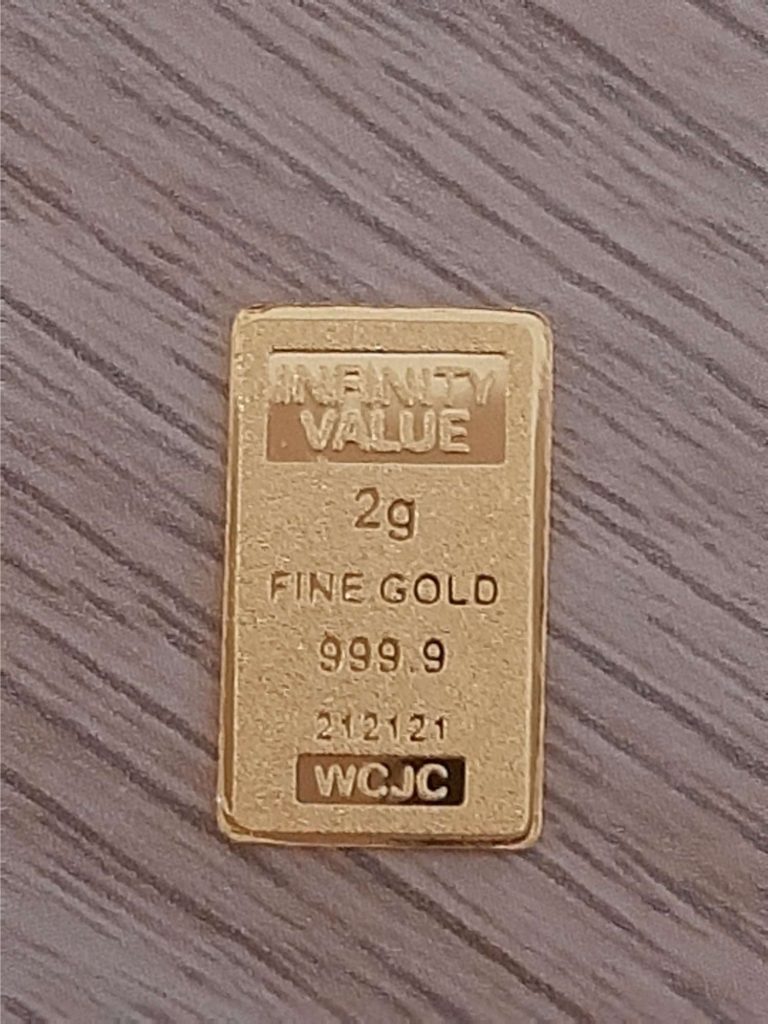 INFINITY
VALUE
2g
FINE GOLD
999.9
212121
WCJC